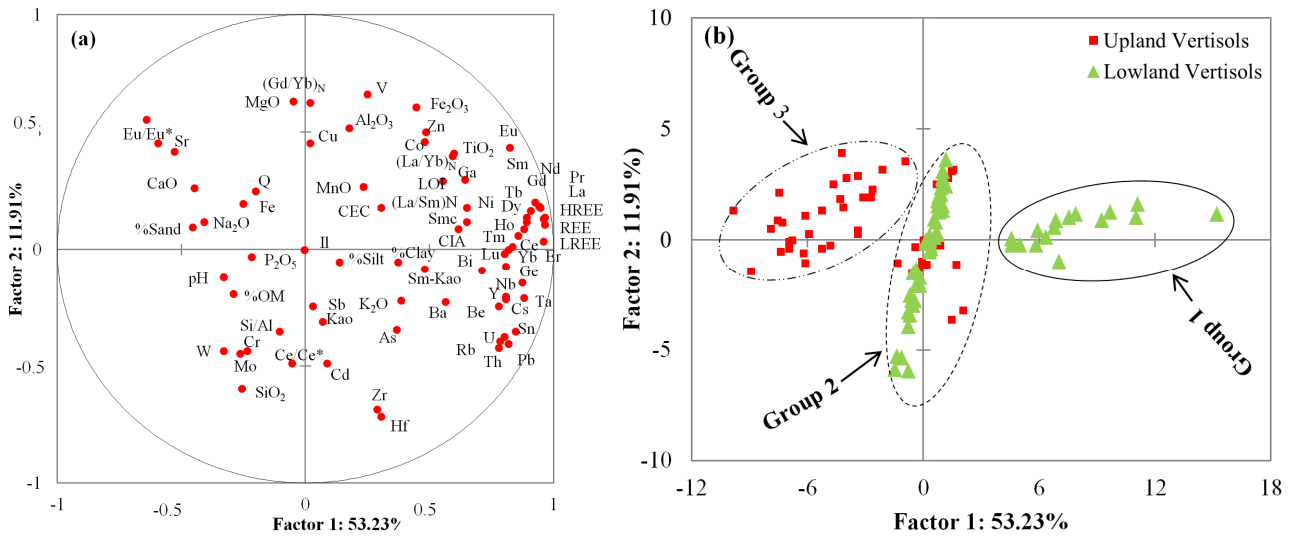 (a)
1
0.5
0
-0.5
-1
-1
-0.5
0
0.5
1
Factor 2: 11.91%
Factor 1: 53.23%
(Gd/Yb)N
MgO
V
Fe2O3
Eu/Eu*
Sr
Cu
Al2O3
Zn
Co
TiO2
Eu
(La/Yb)N
Sm
Nd
CaO
Q
MnO
LOI
Ga
Gd
Pr
Tb
La
Fe
(La/Sm)N
Ni
Dy
HREE
%Sand
Na2O
CEC
Smc
Ho
REE
Il
CIA
Tm
Ce
LREE
P2O5
%Silt
%Clay
Bi
Lu
Yb
Er
pH
Sm-Kao
Ge
%OM
Sb
K2O
Ba
Y
Nb
Ta
Kao
Be
Cs
Si/Al
As
U
Sn
W
Cr
Ce/Ce*
Rb
Mo
Cd
Th
Pb
SiO2
Zr
Hf
(b)
Upland Vertisols
Lowland Vertisols
Group 3
Group 2
Group 1
10
5
0
-5
-10
-12
-6
0
6
12
18
Factor 2: 11.91%)
Factor 1: 53.23%